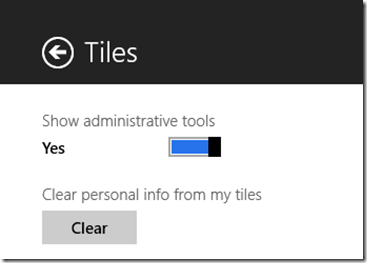 Tiles
Show administrative tools
Yes
Clear personal info from my tiles
Clear